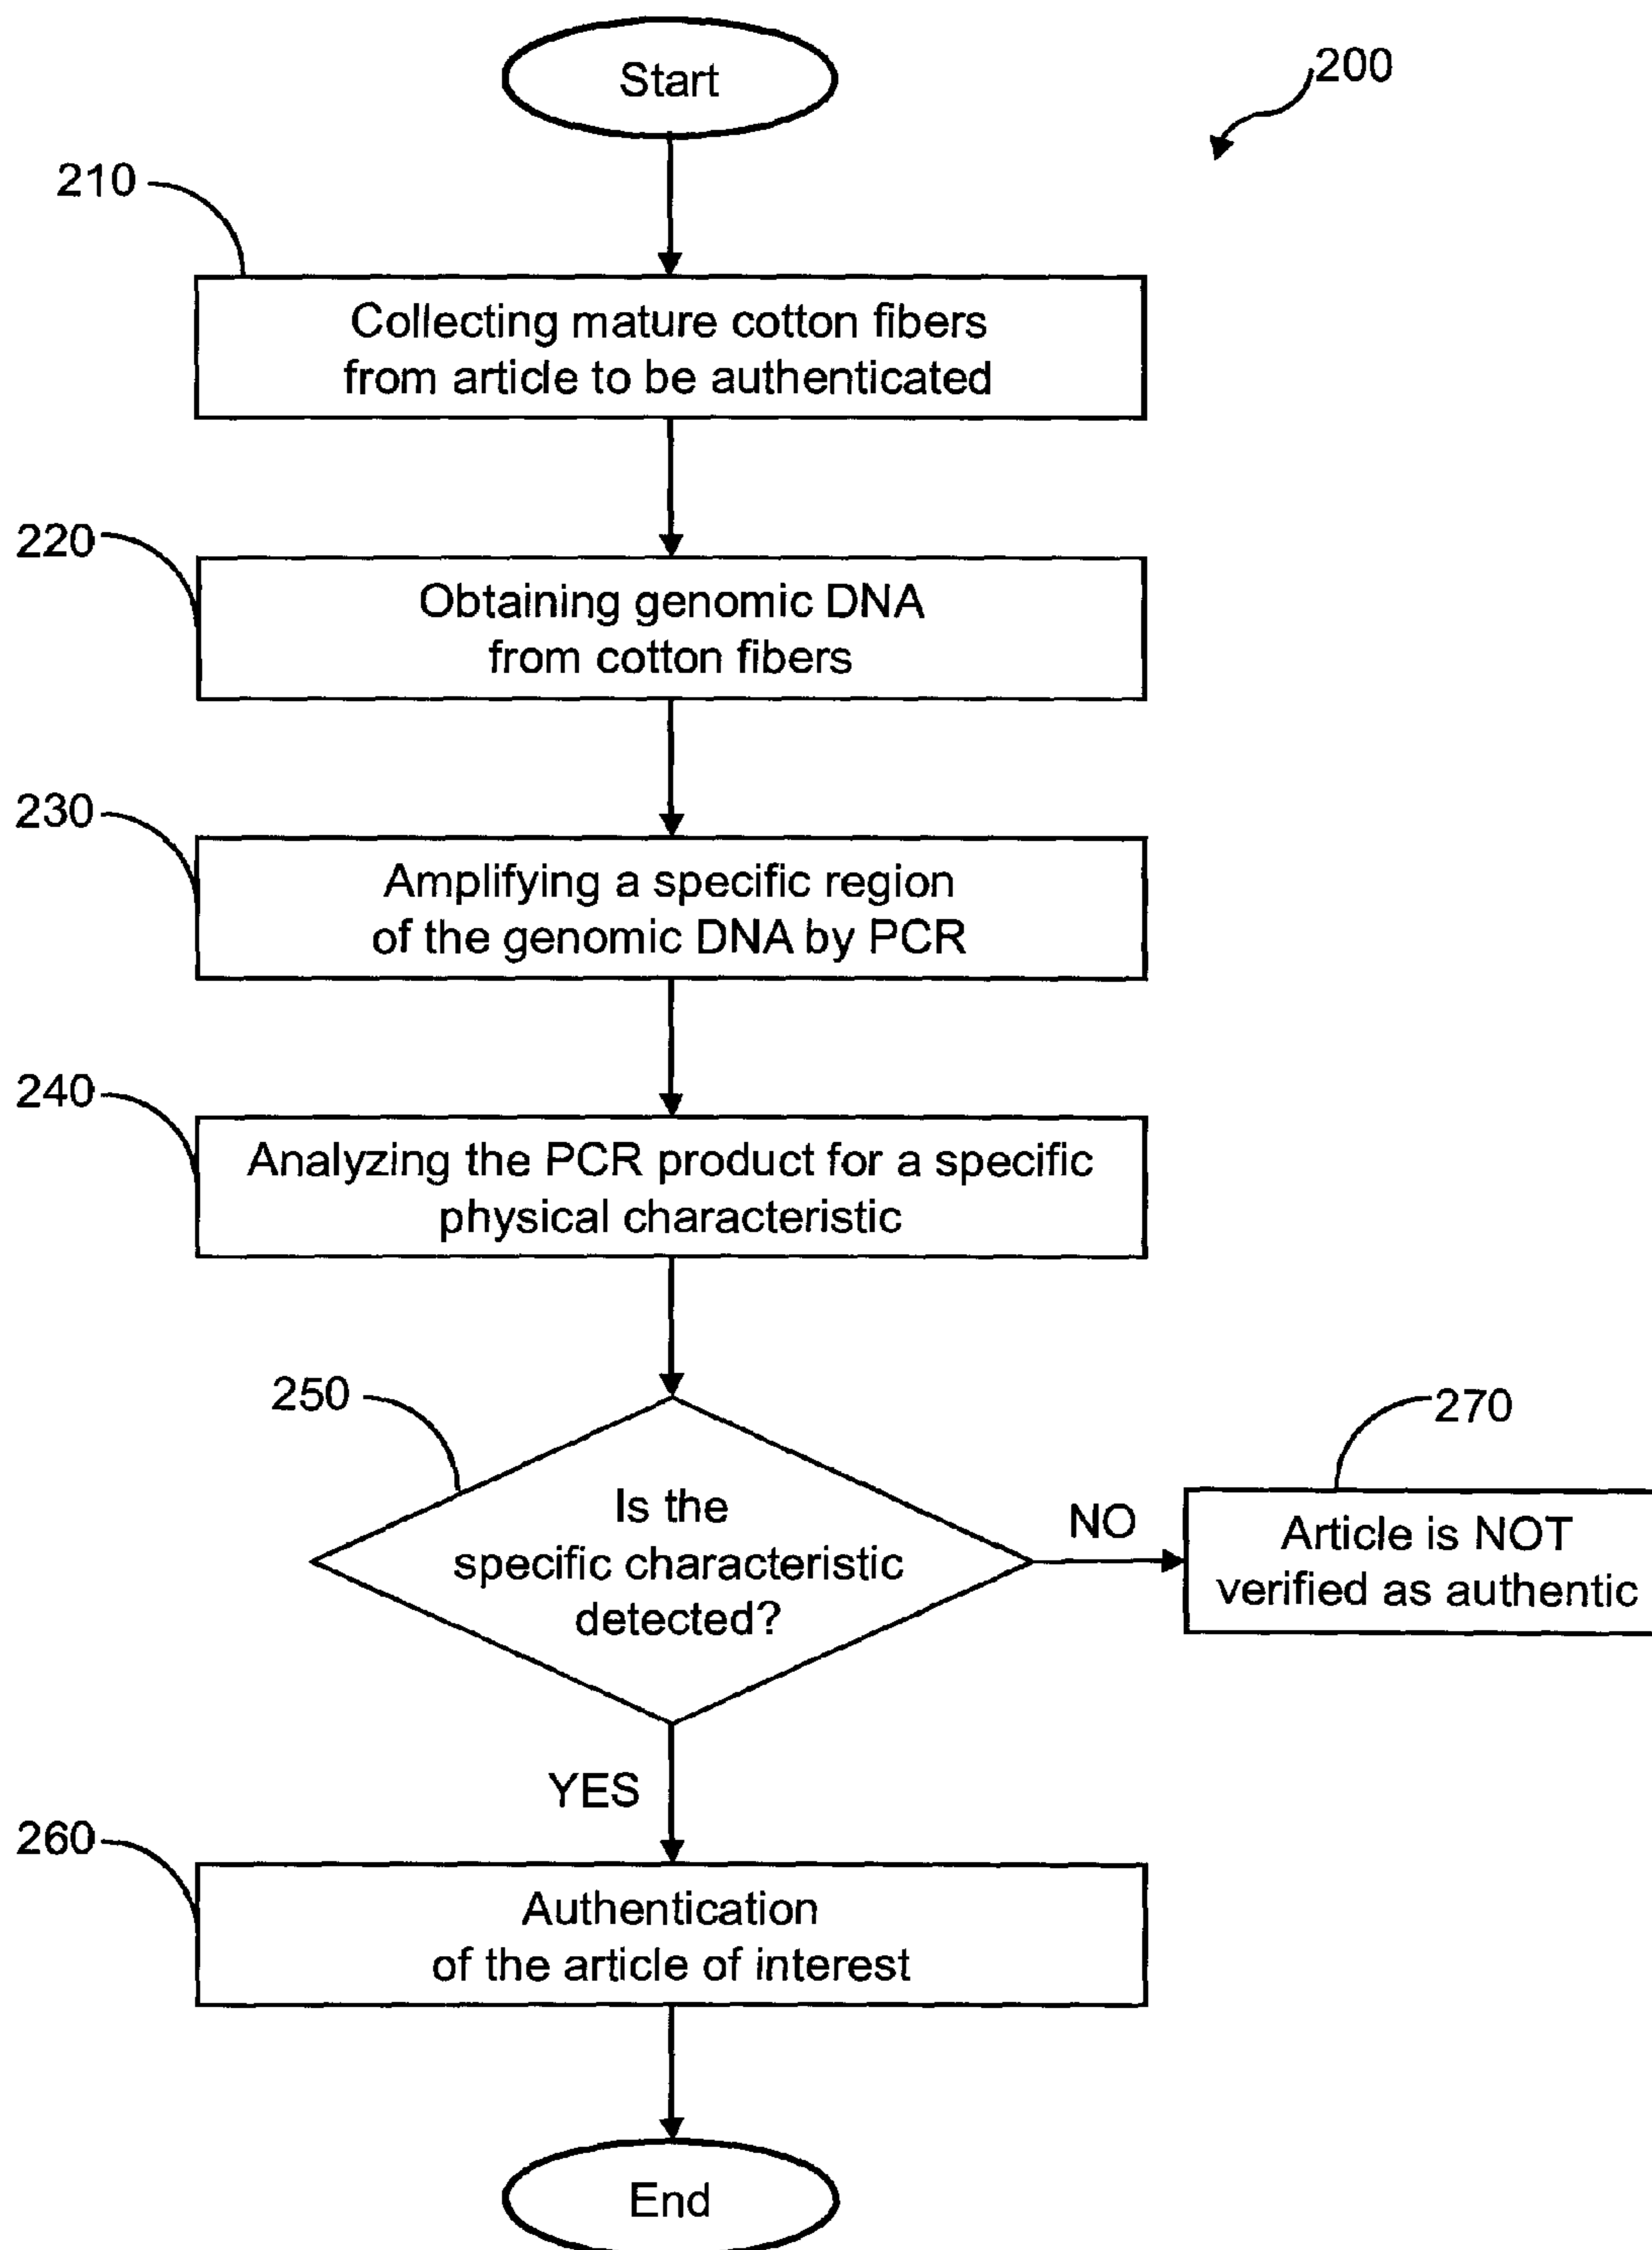 Start
200
210
Collecting mature cotton fibers
from article to be authenticated
220
Obtaining genomic DNA
from cotton fibers
230
Amplifying a specific region
of the genomic DNA by PCR
240
Analyzing the PCR product for a specific
physical characteristic
250
Is the
specific characteristic
detected?
NO
270
Article is NOT
verified as authentic
YES
260
Authentication
of the article of interest
End